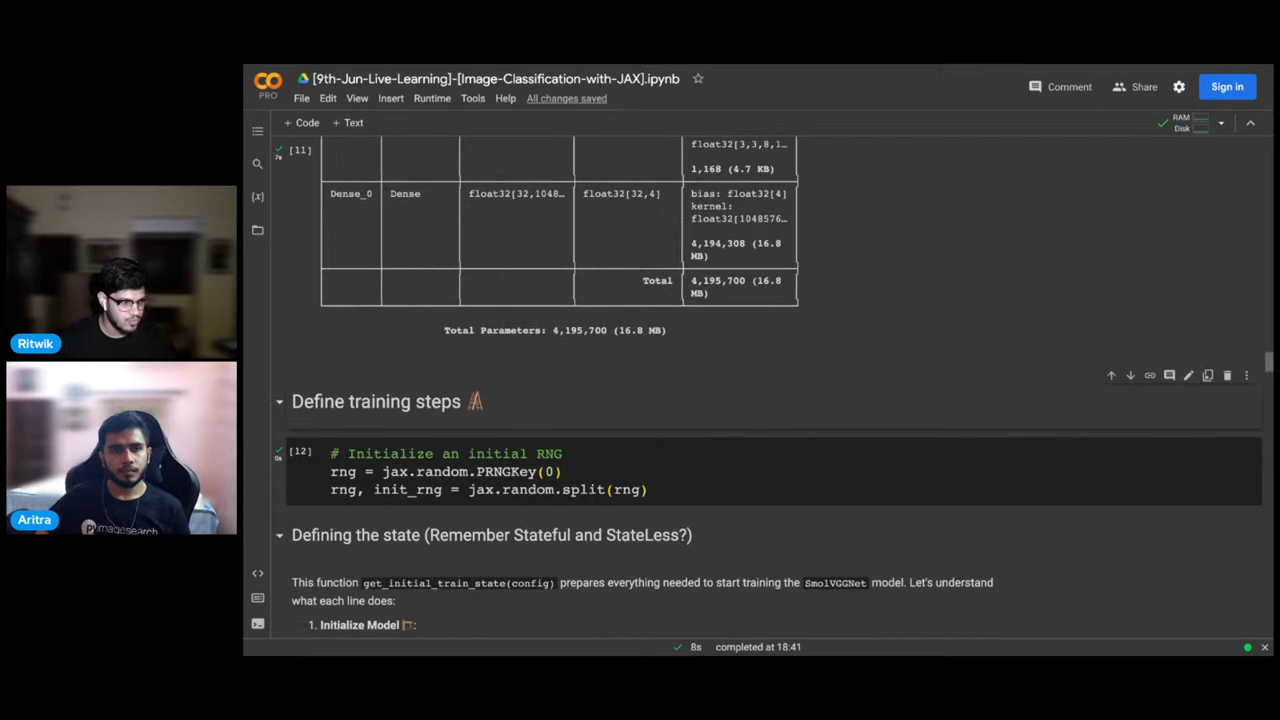 [9th-Jun-Live-Learning]-[Image-Classification-with-JAX].ipynb
PRO
File Edit View Insert Runtime Tools Help All changes saved
Comment Share Sign in
+ Code + Text
RAM
Disk
[11]
7s
float32[3,3,8,1…
1,168 (4.7 KB)
Dense_0 Dense float32[32,1048… float32[32,4] bias: float32[4]
kernel:
float32[1048576…
4,194,308 (16.8
MB)
Total 4,195,700 (16.8
MB)
Total Parameters: 4,195,700 (16.8 MB)
Define training steps
[12]
0s
# Initialize an initial RNG
rng = jax.random.PRNGKey(0)
rng, init_rng = jax.random.split(rng)
Defining the state (Remember Stateful and StateLess?)
This function get_initial_train_state(config) prepares everything needed to start training the SmolVGGNet model. Let's understand
what each line does:
1. Initialize Model :
8s completed at 18:41
Ritwik
pyimagesearch
Aritra